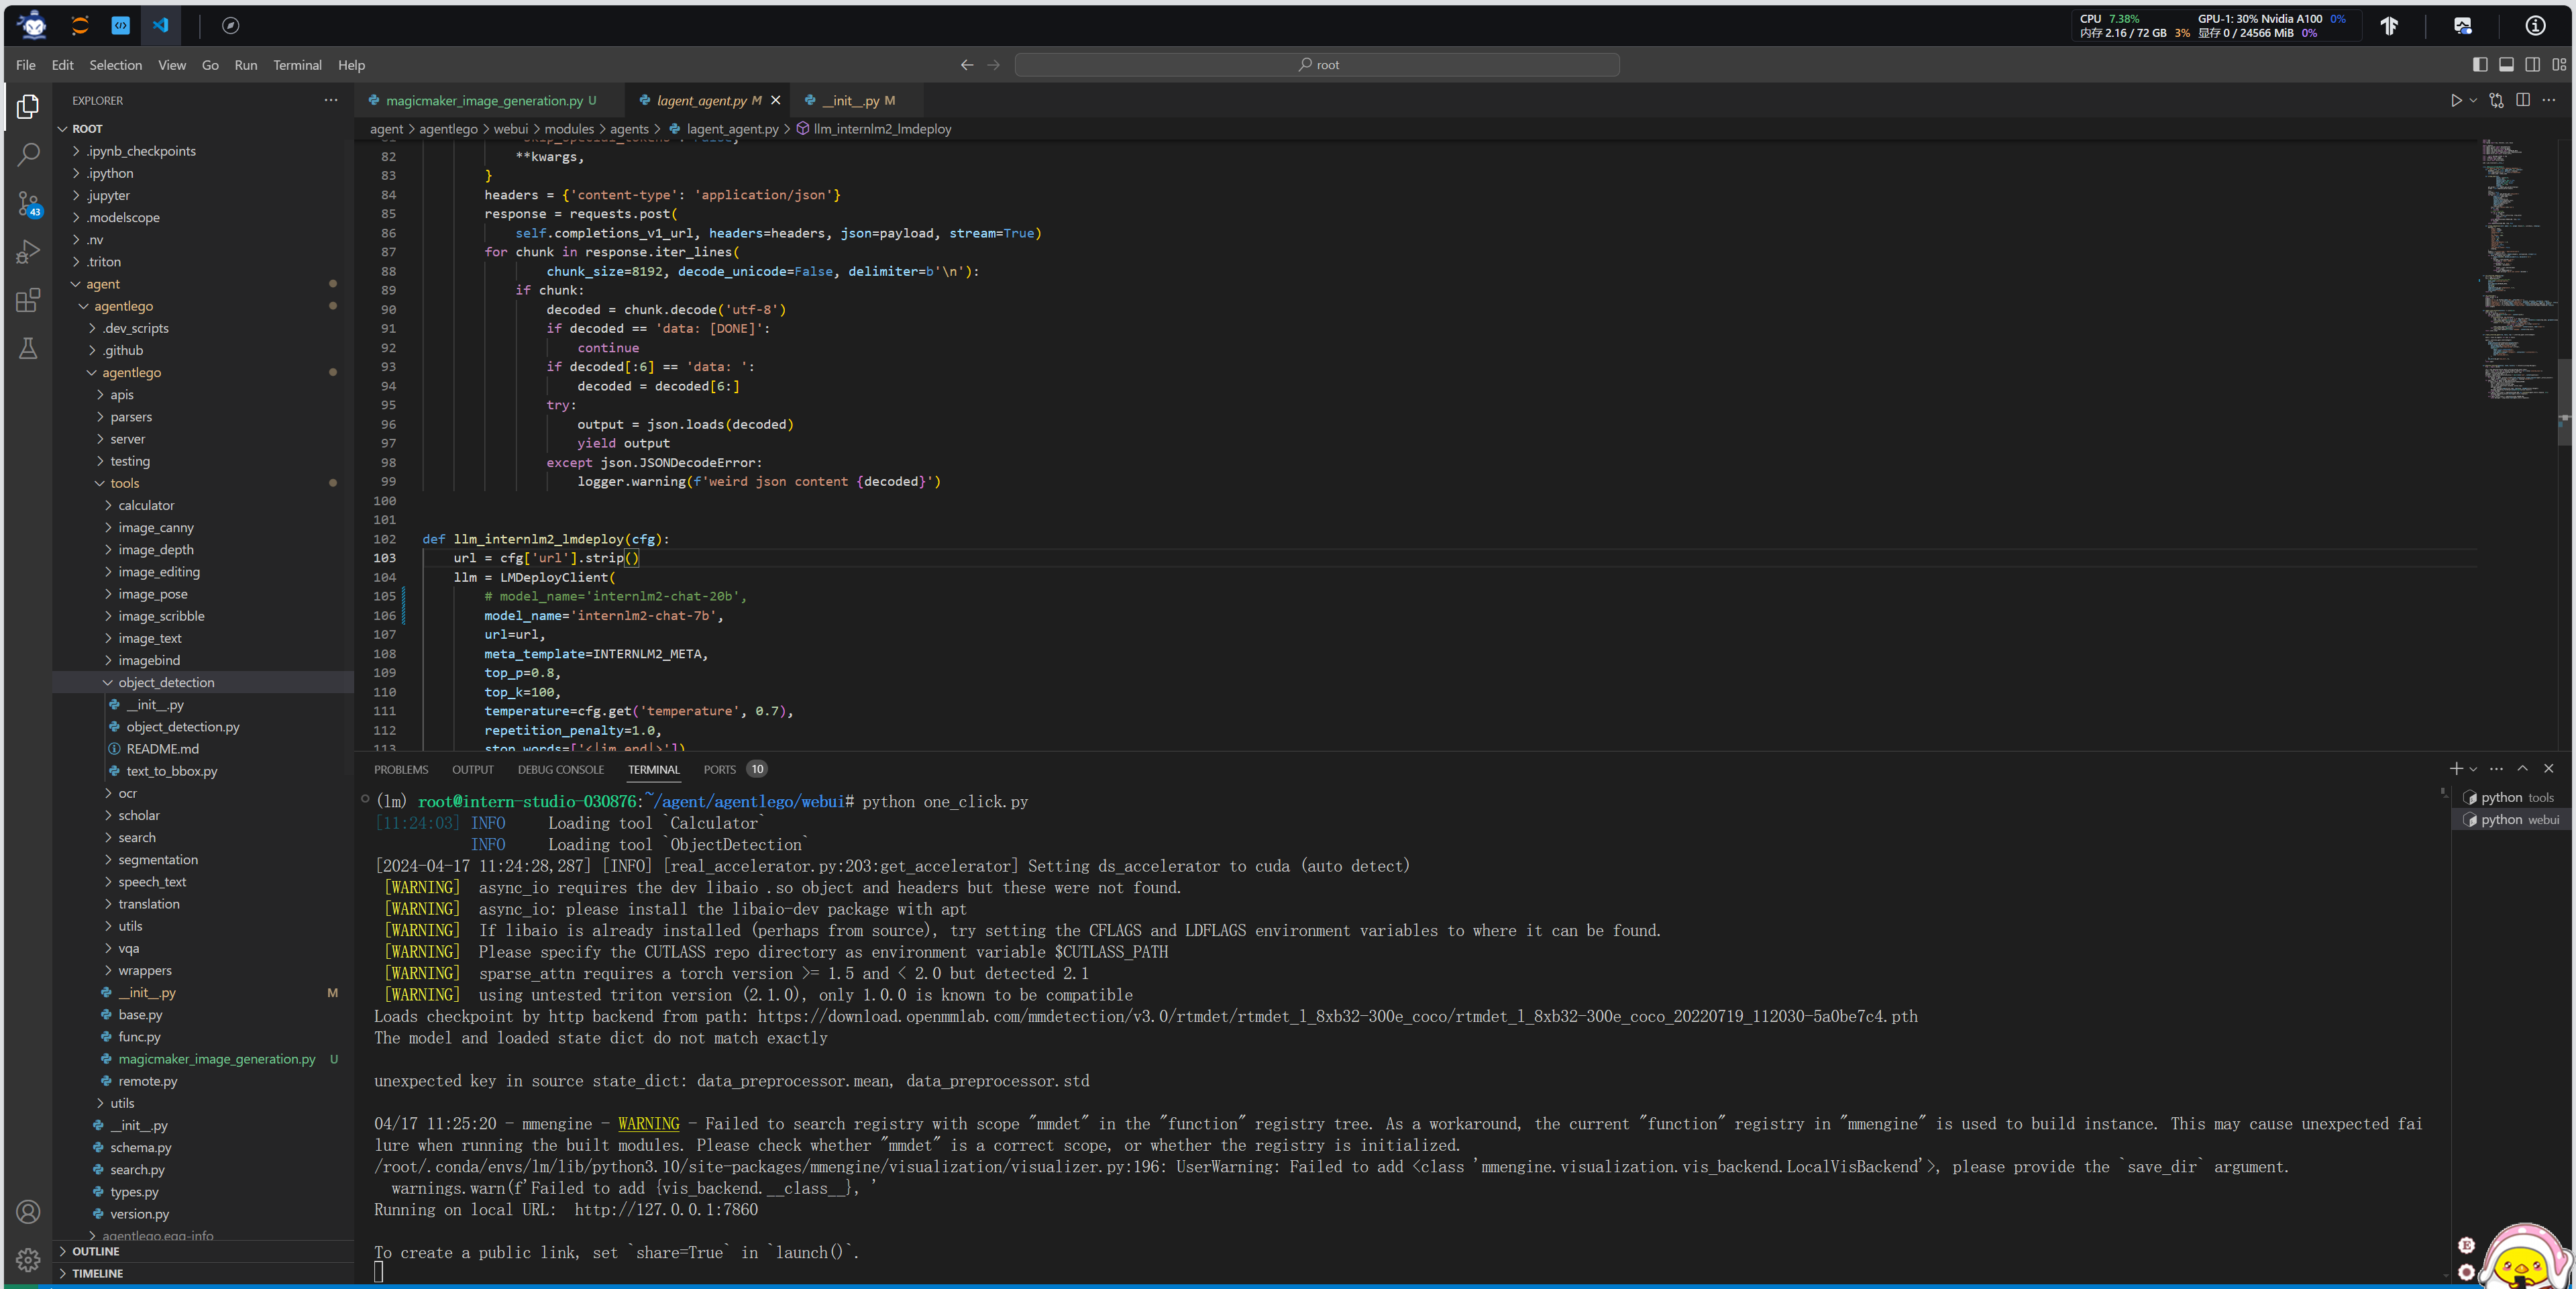 CPU 7.38% GPU-1: 30% Nvidia A100 0%
内存 2.16 / 72 GB 3% 显存 0 / 24566 MiB 0%
File Edit Selection View Go Run Terminal Help
root
EXPLORER
ROOT
.ipynb_checkpoints
.ipython
.jupyter
.modelscope
.nv
.triton
agent
agentlego
.dev_scripts
.github
agentlego
apis
parsers
server
testing
tools
calculator
image_canny
image_depth
image_editing
image_pose
image_scribble
image_text
imagebind
object_detection
__init__.py
object_detection.py
README.md
text_to_bbox.py
ocr
scholar
search
segmentation
speech_text
translation
utils
vqa
wrappers
__init__.py M
base.py
func.py
magicmaker_image_generation.py U
remote.py
utils
__init__.py
schema.py
search.py
types.py
version.py
agentlego.egg-info
OUTLINE
TIMELINE
43
magicmaker_image_generation.py U lagent_agent.py M __init__.py M
agent > agentlego > webui > modules > agents > lagent_agent.py > llm_internlm2_lmdeploy
81 'skip_special_tokens': False,
82 **kwargs,
83 }
84 headers = {'content-type': 'application/json'}
85 response = requests.post(
86 self.completions_v1_url, headers=headers, json=payload, stream=True)
87 for chunk in response.iter_lines(
88 chunk_size=8192, decode_unicode=False, delimiter=b'\n'):
89 if chunk:
90 decoded = chunk.decode('utf-8')
91 if decoded == 'data: [DONE]':
92 continue
93 if decoded[:6] == 'data: ':
94 decoded = decoded[6:]
95 try:
96 output = json.loads(decoded)
97 yield output
98 except json.JSONDecodeError:
99 logger.warning(f'weird json content {decoded}')
100
101
102 def llm_internlm2_lmdeploy(cfg):
103 url = cfg['url'].strip()
104 llm = LMDeployClient(
105 # model_name='internlm2-chat-20b',
106 model_name='internlm2-chat-7b',
107 url=url,
108 meta_template=INTERNLM2_META,
109 top_p=0.8,
110 top_k=100,
111 temperature=cfg.get('temperature', 0.7),
112 repetition_penalty=1.0,
113 stop_words=['<|im_end|>'])
PROBLEMS OUTPUT DEBUG CONSOLE TERMINAL PORTS 10
(lm) root@intern-studio-030876:~/agent/agentlego/webui# python one_click.py
[11:24:03] INFO Loading tool `Calculator`
INFO Loading tool `ObjectDetection`
[2024-04-17 11:24:28,287] [INFO] [real_accelerator.py:203:get_accelerator] Setting ds_accelerator to cuda (auto detect)
[WARNING] async_io requires the dev libaio .so object and headers but these were not found.
[WARNING] async_io: please install the libaio-dev package with apt
[WARNING] If libaio is already installed (perhaps from source), try setting the CFLAGS and LDFLAGS environment variables to where it can be found.
[WARNING] Please specify the CUTLASS repo directory as environment variable $CUTLASS_PATH
[WARNING] sparse_attn requires a torch version >= 1.5 and < 2.0 but detected 2.1
[WARNING] using untested triton version (2.1.0), only 1.0.0 is known to be compatible
Loads checkpoint by http backend from path: https://download.openmmlab.com/mmdetection/v3.0/rtmdet/rtmdet_l_8xb32-300e_coco/rtmdet_l_8xb32-300e_coco_20220719_112030-5a0be7c4.pth
The model and loaded state dict do not match exactly
unexpected key in source state_dict: data_preprocessor.mean, data_preprocessor.std
04/17 11:25:20 - mmengine - WARNING - Failed to search registry with scope "mmdet" in the "function" registry tree. As a workaround, the current "function" registry in "mmengine" is used to build instance. This may cause unexpected fai
lure when running the built modules. Please check whether "mmdet" is a correct scope, or whether the registry is initialized.
/root/.conda/envs/lm/lib/python3.10/site-packages/mmengine/visualization/visualizer.py:196: UserWarning: Failed to add <class 'mmengine.visualization.vis_backend.LocalVisBackend'>, please provide the `save_dir` argument.
warnings.warn(f'Failed to add {vis_backend.__class__}, '
Running on local URL: http://127.0.0.1:7860
To create a public link, set `share=True` in `launch()`.
python tools
python webui